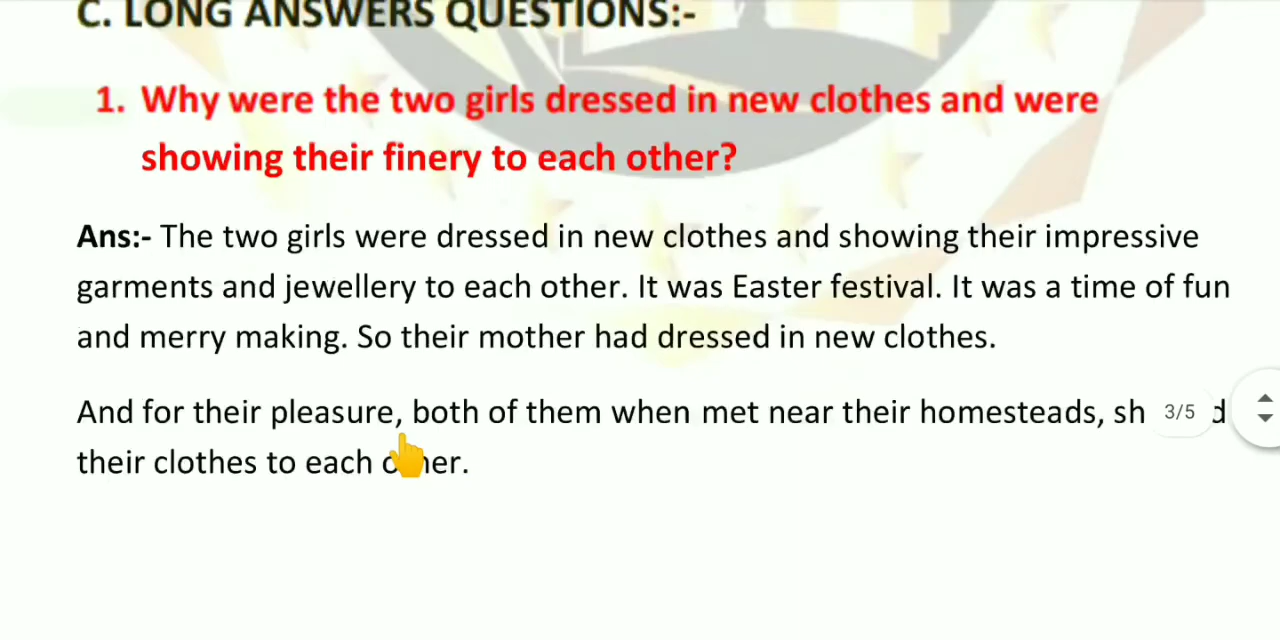 C. LONG ANSWERS QUESTIONS:-
1. Why were the two girls dressed in new clothes and were
showing their finery to each other?
Ans:- The two girls were dressed in new clothes and showing their impressive
garments and jewellery to each other. It was Easter festival. It was a time of fun
and merry making. So their mother had dressed in new clothes.
And for their pleasure, both of them when met near their homesteads, 3/5
their clothes to each other.